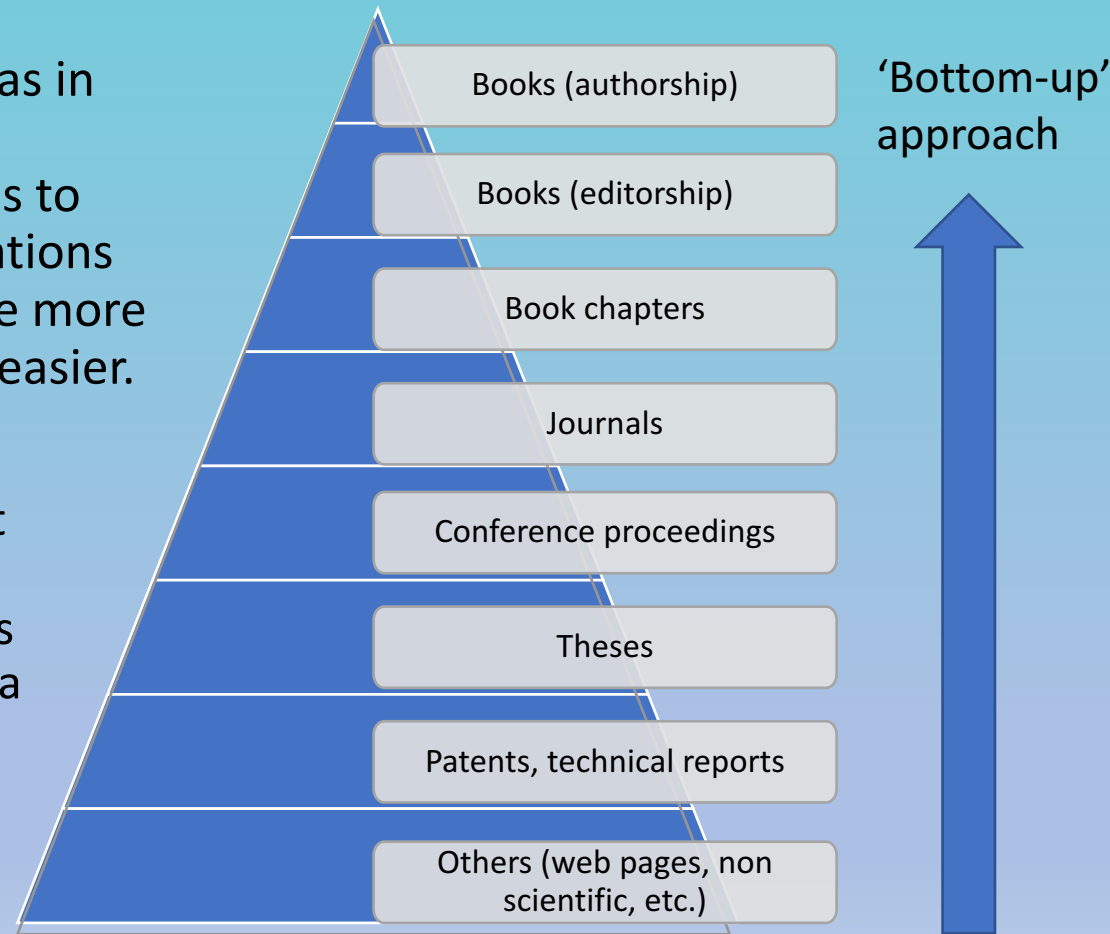 as in
s to
ations
e more
easier.
t
s
a
Books (authorship)
Books (editorship)
Book chapters
Journals
Conference proceedings
Theses
Patents, technical reports
Others (web pages, non
scientific, etc.)
‘Bottom-up’
approach